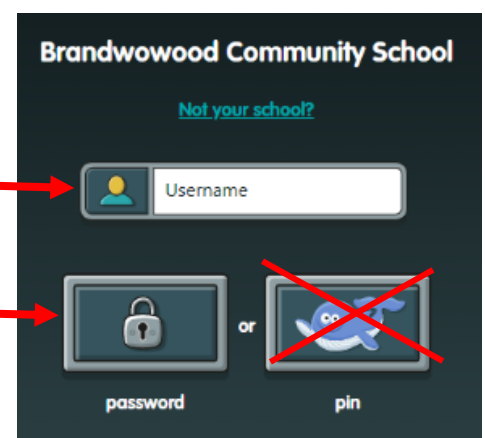 Brandwowood Community School
Not your school?
Username
or
password
pin